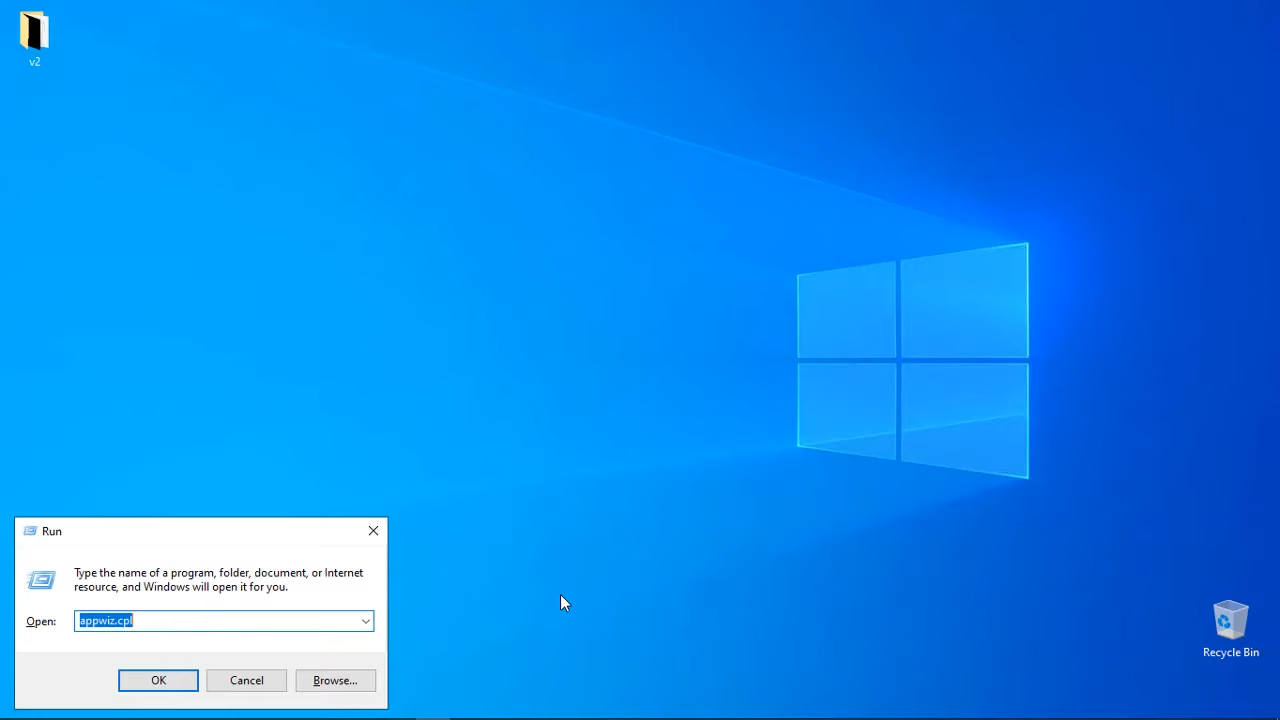 v2
Run
Type the name of a program, folder, document, or Internet
resource, and Windows will open it for you.
Open: appwiz.cpl
OK Cancel Browse...
Recycle Bin